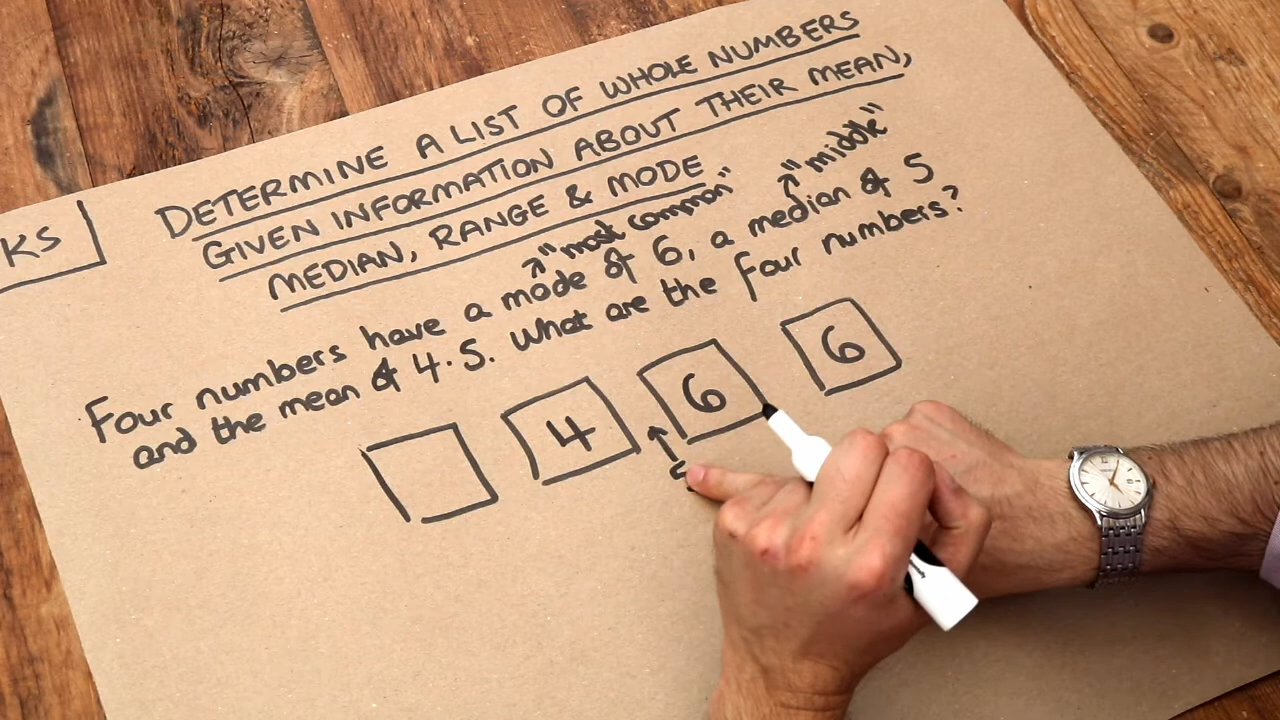 KS
DETERMINE A LIST OF WHOLE NUMBERS
GIVEN INFORMATION ABOUT THEIR MEAN,
MEDIAN, RANGE & MODE
"most common" "middle"
Four numbers have a mode of 6, a median of 5
and the mean of 4.5. What are the four numbers?
4 6 6